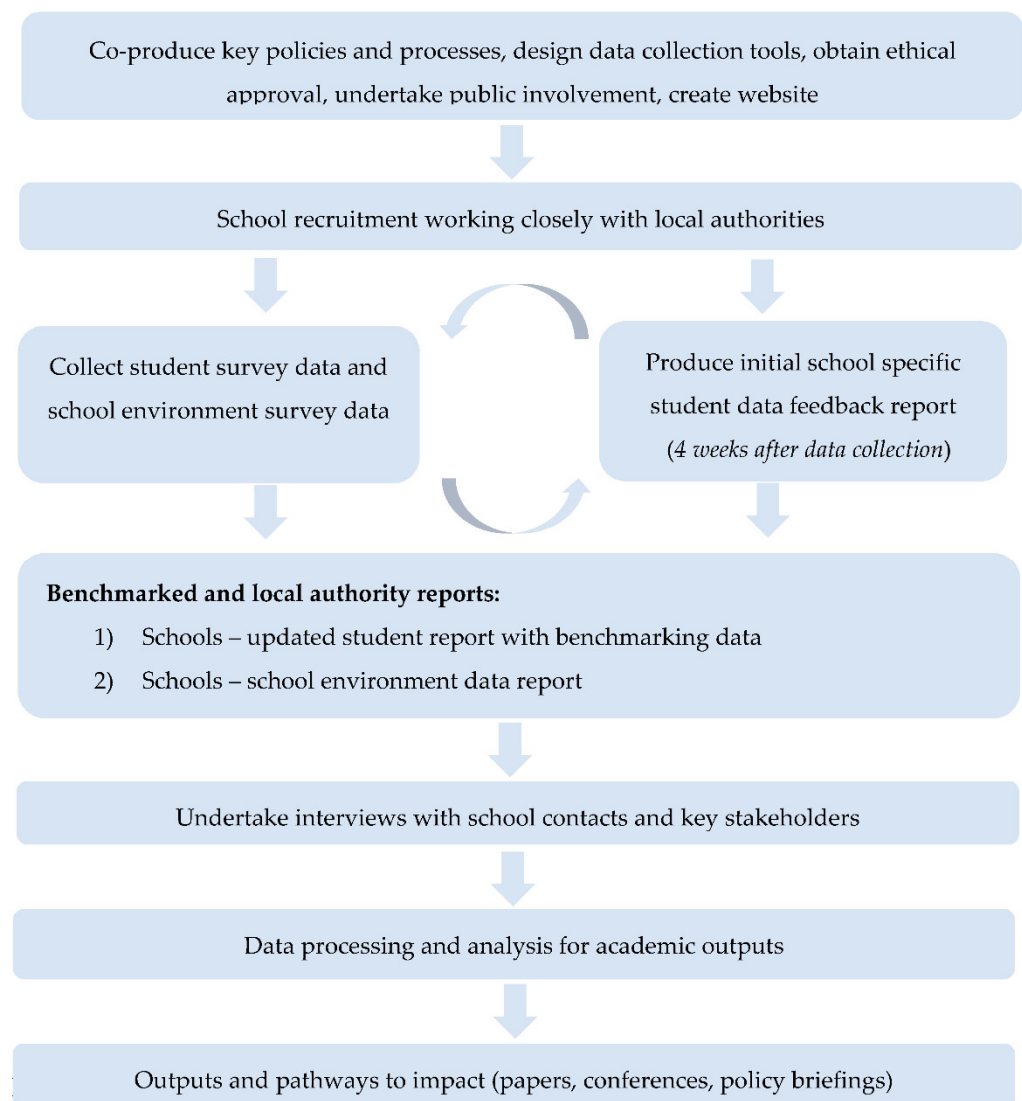 Co-produce key policies and processes, design data collection tools, obtain ethical
approval, undertake public involvement, create website
School recruitment working closely with local authorities
Collect student survey data and
school environment survey data
Produce initial school specific
student data feedback report
(4 weeks after data collection)
Benchmarked and local authority reports:
1) Schools – updated student report with benchmarking data
2) Schools – school environment data report
Undertake interviews with school contacts and key stakeholders
Data processing and analysis for academic outputs
Outputs and pathways to impact (papers, conferences, policy briefings)